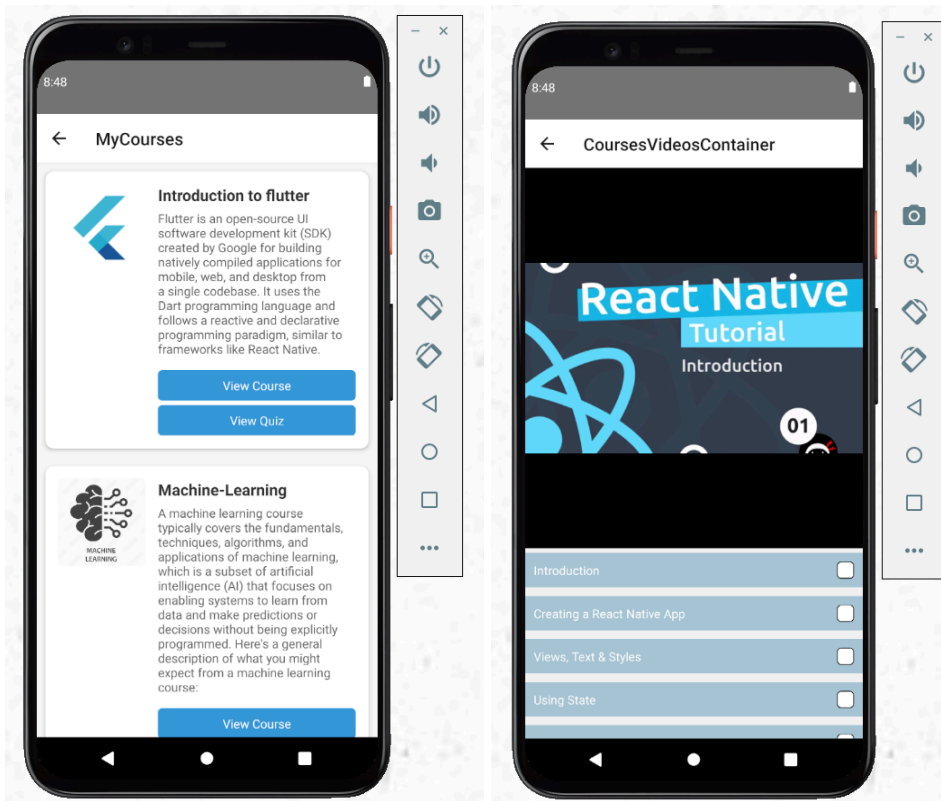 8:48
MyCourses
Introduction to flutter
Flutter is an open-source UI
software development kit (SDK)
created by Google for building
natively compiled applications for
mobile, web, and desktop from
a single codebase. It uses the
Dart programming language and
follows a reactive and declarative
programming paradigm, similar to
frameworks like React Native.
View Course
View Quiz
MACHINE
LEARNING
Machine-Learning
A machine learning course
typically covers the fundamentals,
techniques, algorithms, and
applications of machine learning,
which is a subset of artificial
intelligence (AI) that focuses on
enabling systems to learn from
data and make predictions or
decisions without being explicitly
programmed. Here's a general
description of what you might
expect from a machine learning
course:
View Course
8:48
CoursesVideosContainer
React Native
Tutorial
Introduction
01
Introduction
Creating a React Native App
Views, Text & Styles
Using State